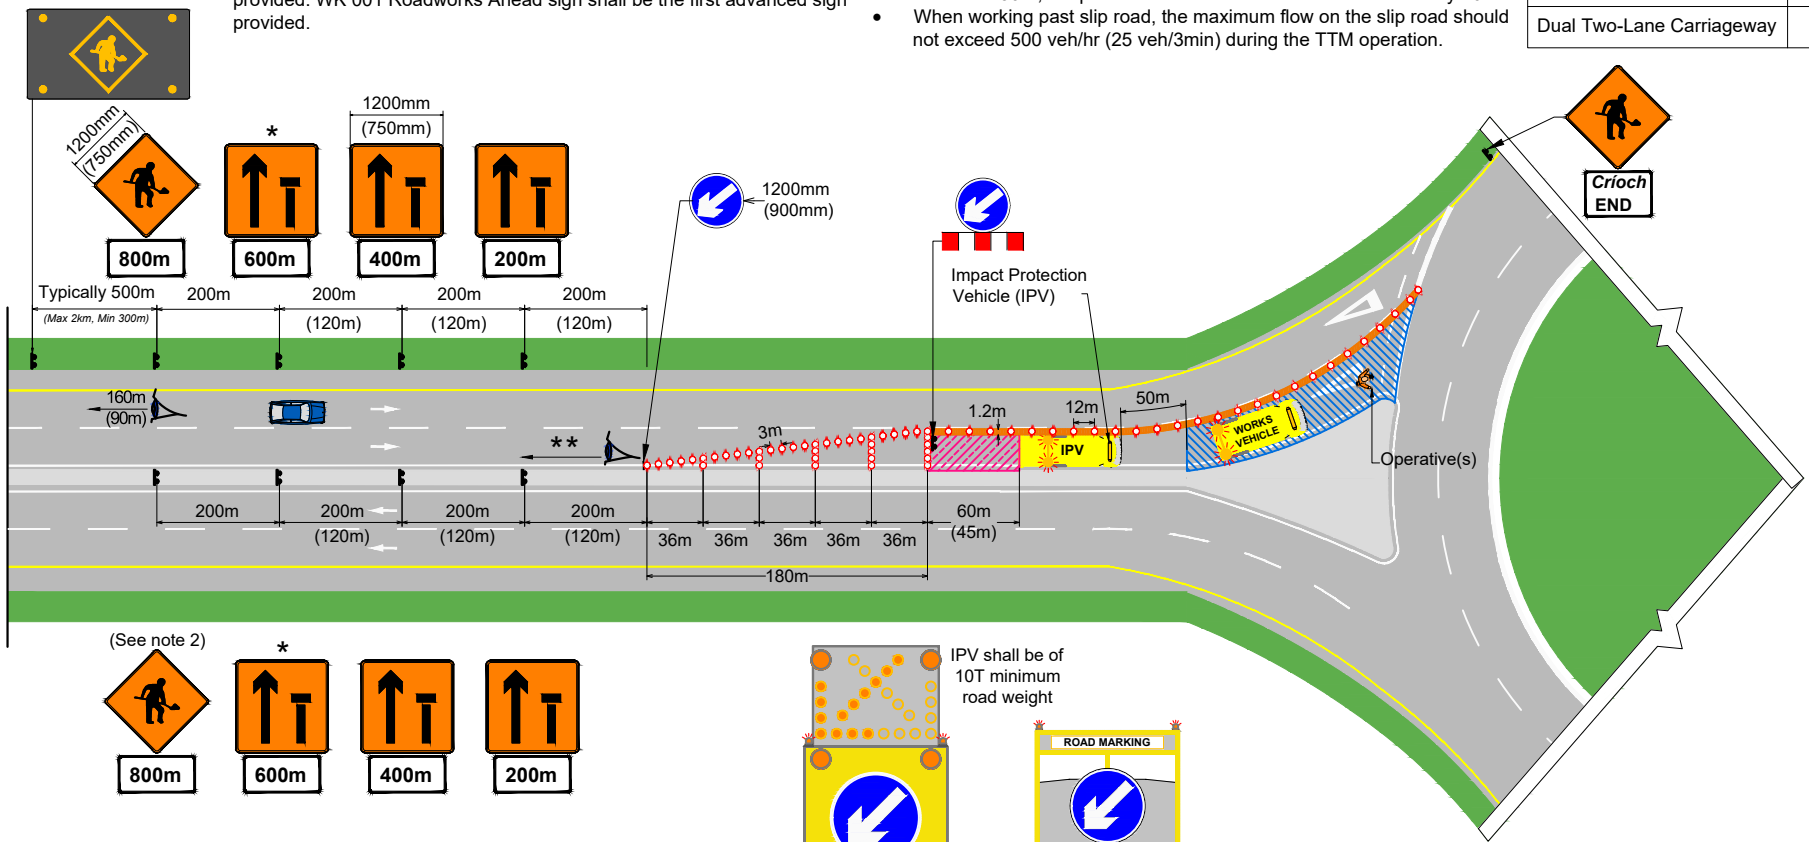 provided. WK 001 Roadworks Ahead sign shall be the first advanced sign
provided.
• When working past slip road, the maximum flow on the slip road should
not exceed 500 veh/hr (25 veh/3min) during the TTM operation.
Dual Two-Lane Carriageway
1200mm
(750mm)
*
1200mm
(750mm)
800m
600m
400m
200m
1200mm
(900mm)
Críoch
END
Impact Protection
Vehicle (IPV)
Typically 500m
(Max 2km, Min 300m)
200m
200m
(120m)
200m
(120m)
200m
(120m)
160m
(90m)
**
3m
1.2m
12m
50m
IPV
WORKS
VEHICLE
Operative(s)
200m
200m
(120m)
200m
(120m)
200m
(120m)
36m
36m
36m
36m
36m
60m
(45m)
180m
(See note 2)
*
800m
600m
400m
200m
IPV shall be of
10T minimum
road weight
ROAD MARKING